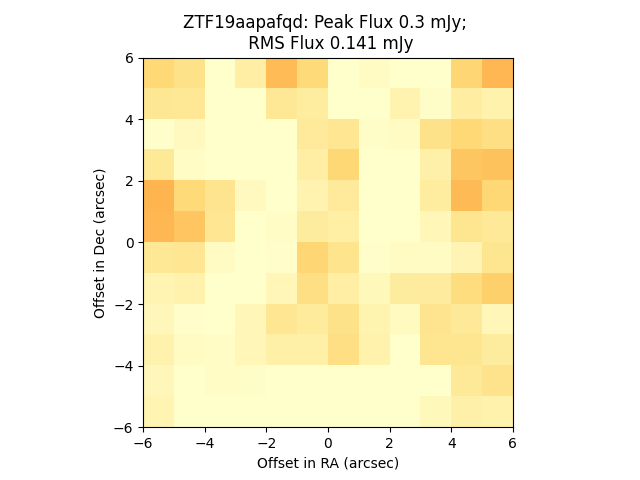 ZTF19aapafqd: Peak Flux 0.3 mJy;
RMS Flux 0.141 mJy
6
4
2
0
−2
−4
−6
Offset in Dec (arcsec)
−6 −4 −2 0 2 4 6
Offset in RA (arcsec)